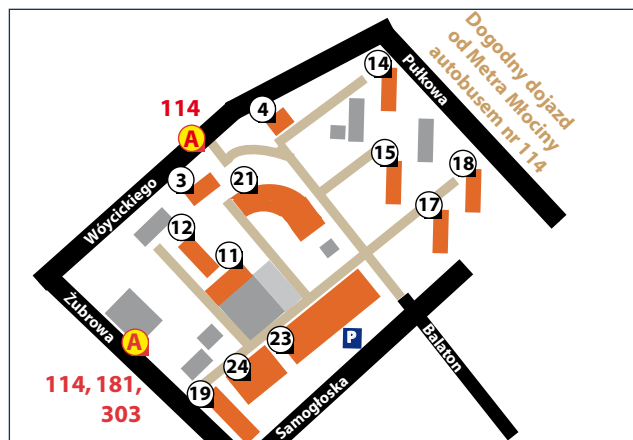 Dogodny dojazd
od Metra Młociny
autobusem nr 114
Pułkowa
14
4
114
A
15
18
3
21
17
Wóycickiego
12
11
Żubrowa
A
23
P
Balaton
24
114, 181,
303
19
Samogłoska